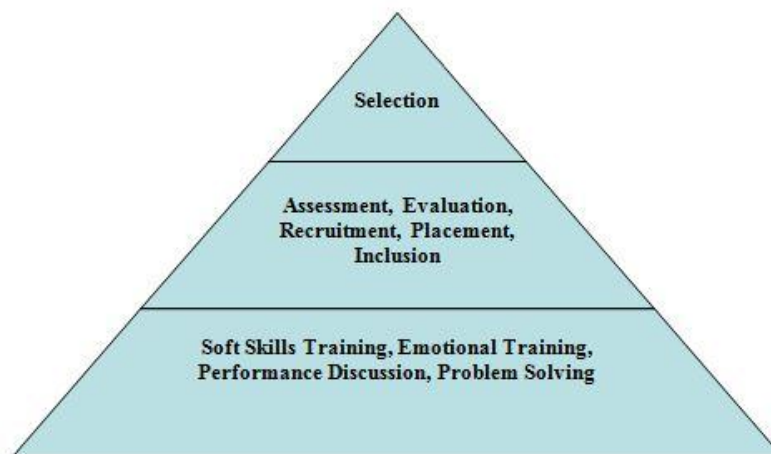 Selection
Assessment, Evaluation,
Recruitment, Placement,
Inclusion
Soft Skills Training, Emotional Training,
Performance Discussion, Problem Solving